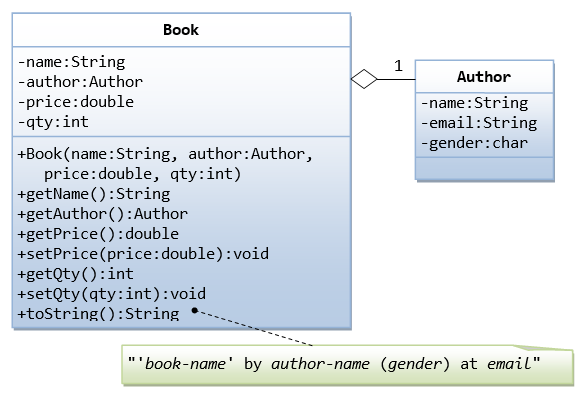 Book
-name:String
-author:Author
-price:double
-qty:int
+Book(name:String, author:Author,
price:double, qty:int)
+getName():String
+getAuthor():Author
+getPrice():double
+setPrice(price:double):void
+getQty():int
+setQty(qty:int):void
+toString():String
1
Author
-name:String
-email:String
-gender:char
"'book-name' by author-name (gender) at email"